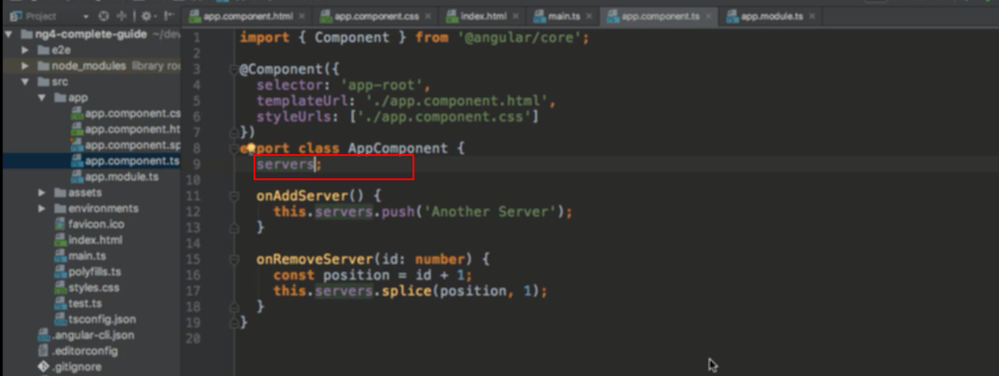 Project
app.component.html
app.component.css
index.html
main.ts
app.component.ts
app.module.ts
ng4-complete-guide ~/dev
e2e
node_modules library roo
src
app
app.component.cs
app.component.ht
app.component.sp
app.component.ts
app.module.ts
assets
environments
favicon.ico
index.html
main.ts
polyfills.ts
styles.css
test.ts
tsconfig.json
.angular-cli.json
.editorconfig
.gitignore
1 import { Component } from '@angular/core';
2
3 @Component({
4 selector: 'app-root',
5 templateUrl: './app.component.html',
6 styleUrls: ['./app.component.css']
7 })
8 export class AppComponent {
9 servers;
10
11 onAddServer() {
12 this.servers.push('Another Server');
13 }
14
15 onRemoveServer(id: number) {
16 const position = id + 1;
17 this.servers.splice(position, 1);
18 }
19 }
20